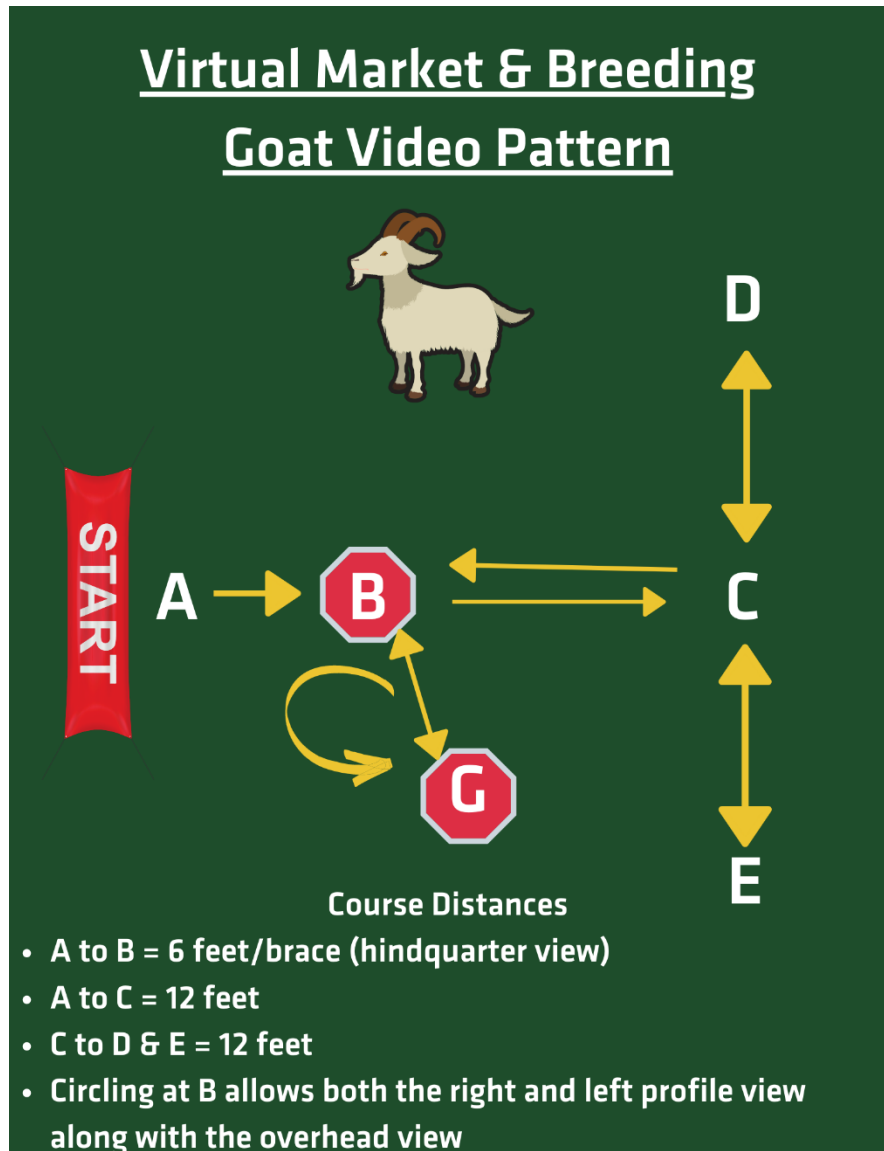 Virtual Market & Breeding
Goat Video Pattern
D
START
A
B
C
G
E
Course Distances
• A to B = 6 feet/brace (hindquarter view)
• A to C = 12 feet
• C to D & E = 12 feet
• Circling at B allows both the right and left profile view
along with the overhead view